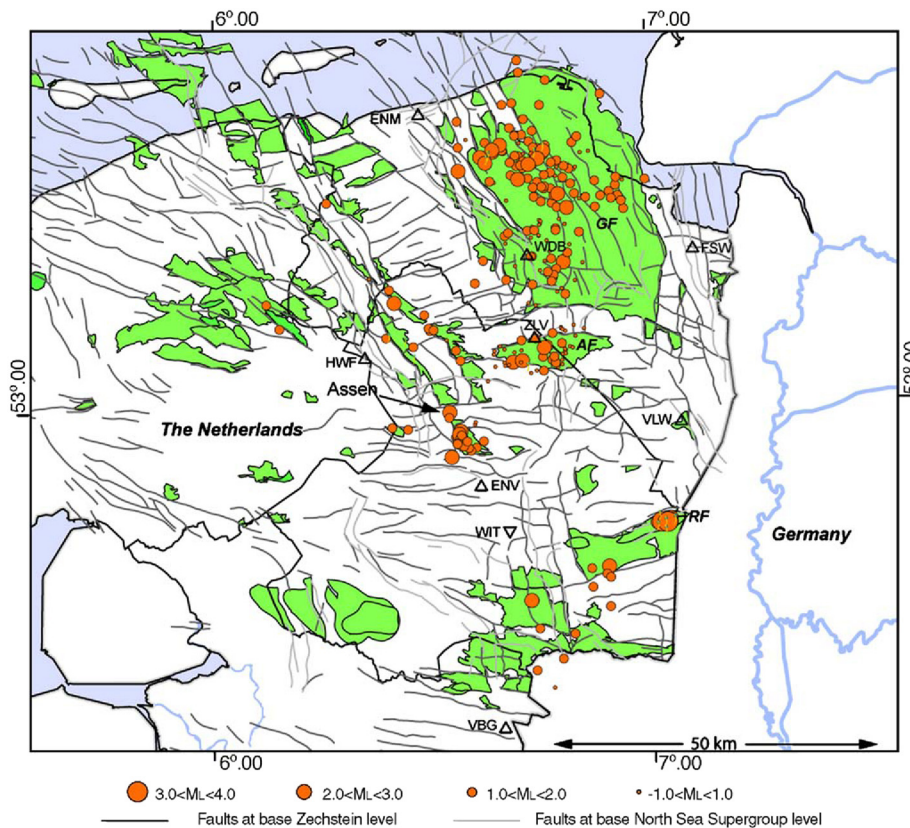 6°.00
7°.00
ENM
GF
WDB
FSW
ZLV
AF
HWF
Assen
53°.00
53°.00
The Netherlands
VLW
ENV
RF
WIT
Germany
VBG
50 km
6°.00
7°.00
3.0<ML<4.0
2.0<ML<3.0
1.0<ML<2.0
-1.0<ML<1.0
Faults at base Zechstein level
Faults at base North Sea Supergroup level